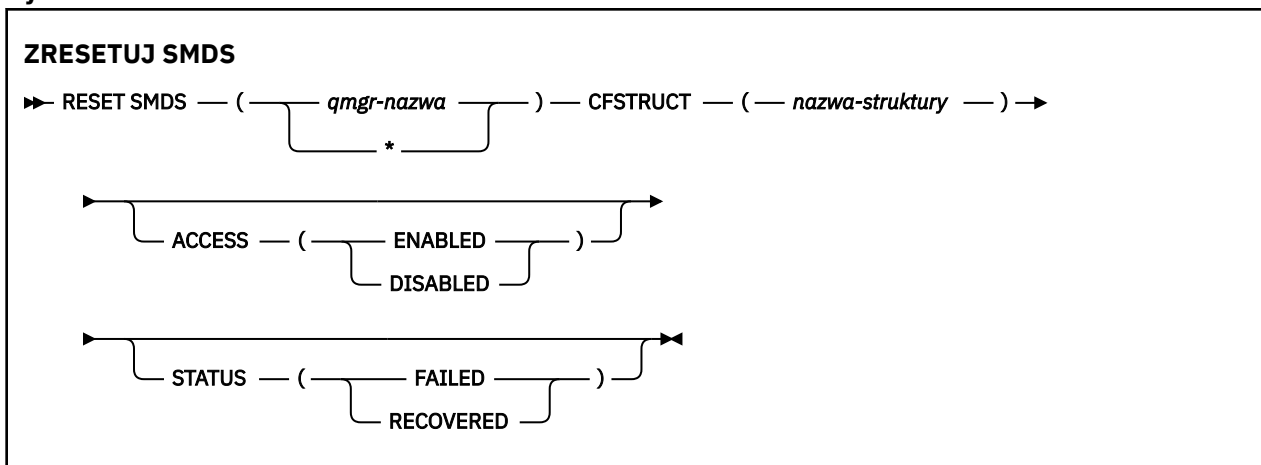 ZRESETUJ SMDS
RESET SMDS ( qmgr-nazwa ) CFSTRUCT ( nazwa-struktury )
*
ACCESS ( ENABLED )
DISABLED
STATUS ( FAILED )
RECOVERED